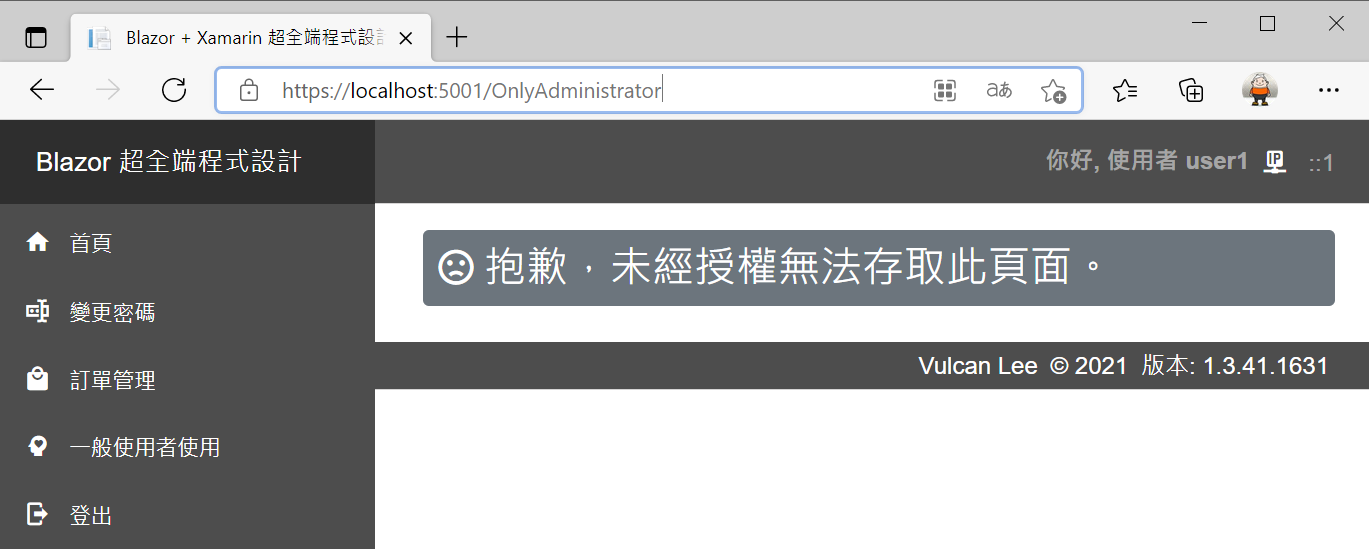 Blazor + Xamarin 超全端程式設
https://localhost:5001/OnlyAdministrator
aあ
Blazor 超全端程式設計
你好, 使用者 user1 IP ::1
首頁
抱歉，未經授權無法存取此頁面。
變更密碼
Vulcan Lee © 2021 版本: 1.3.41.1631
訂單管理
一般使用者使用
登出